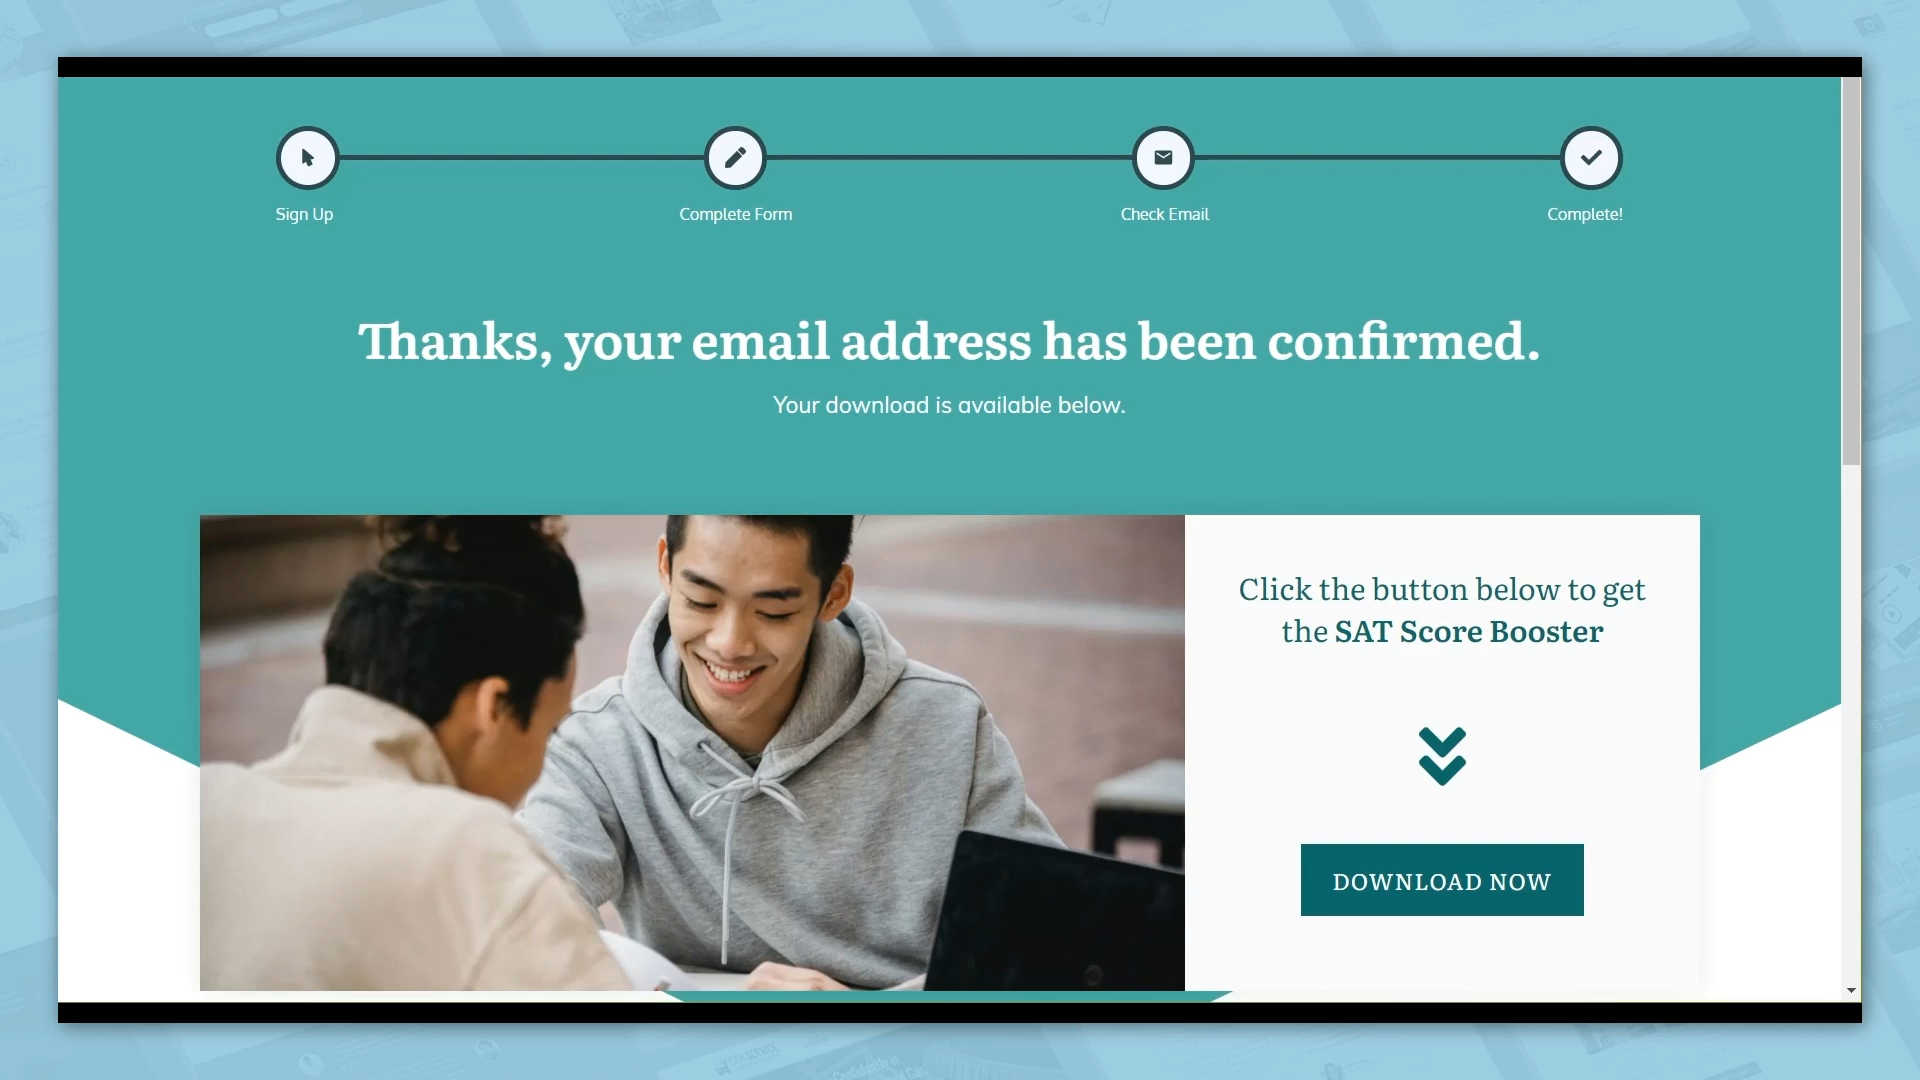 Sign Up
Complete Form
Check Email
Complete!
Thanks, your email address has been confirmed.
Your download is available below.
Click the button below to get
the SAT Score Booster
DOWNLOAD NOW